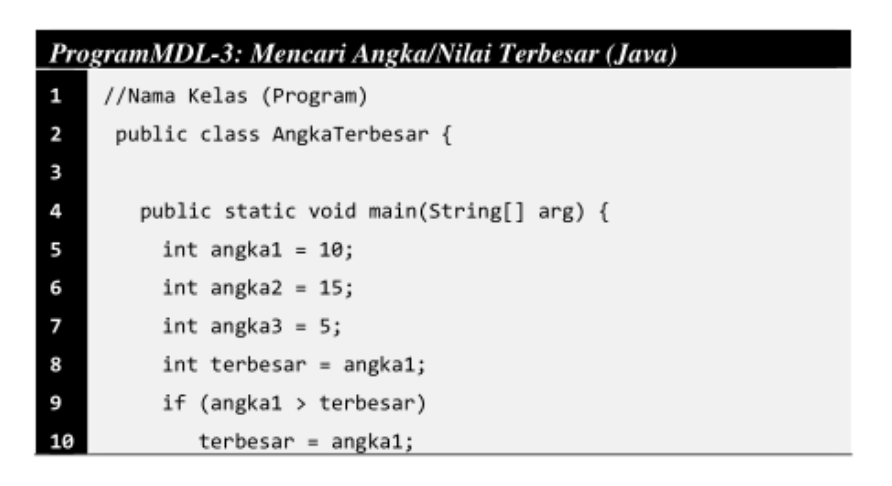 ProgramMDL-3: Mencari Angka/Nilai Terbesar (Java)
1 //Nama Kelas (Program)
2 public class AngkaTerbesar {
3
4 public static void main(String[] arg) {
5 int angka1 = 10;
6 int angka2 = 15;
7 int angka3 = 5;
8 int terbesar = angka1;
9 if (angka1 > terbesar)
10 terbesar = angka1;